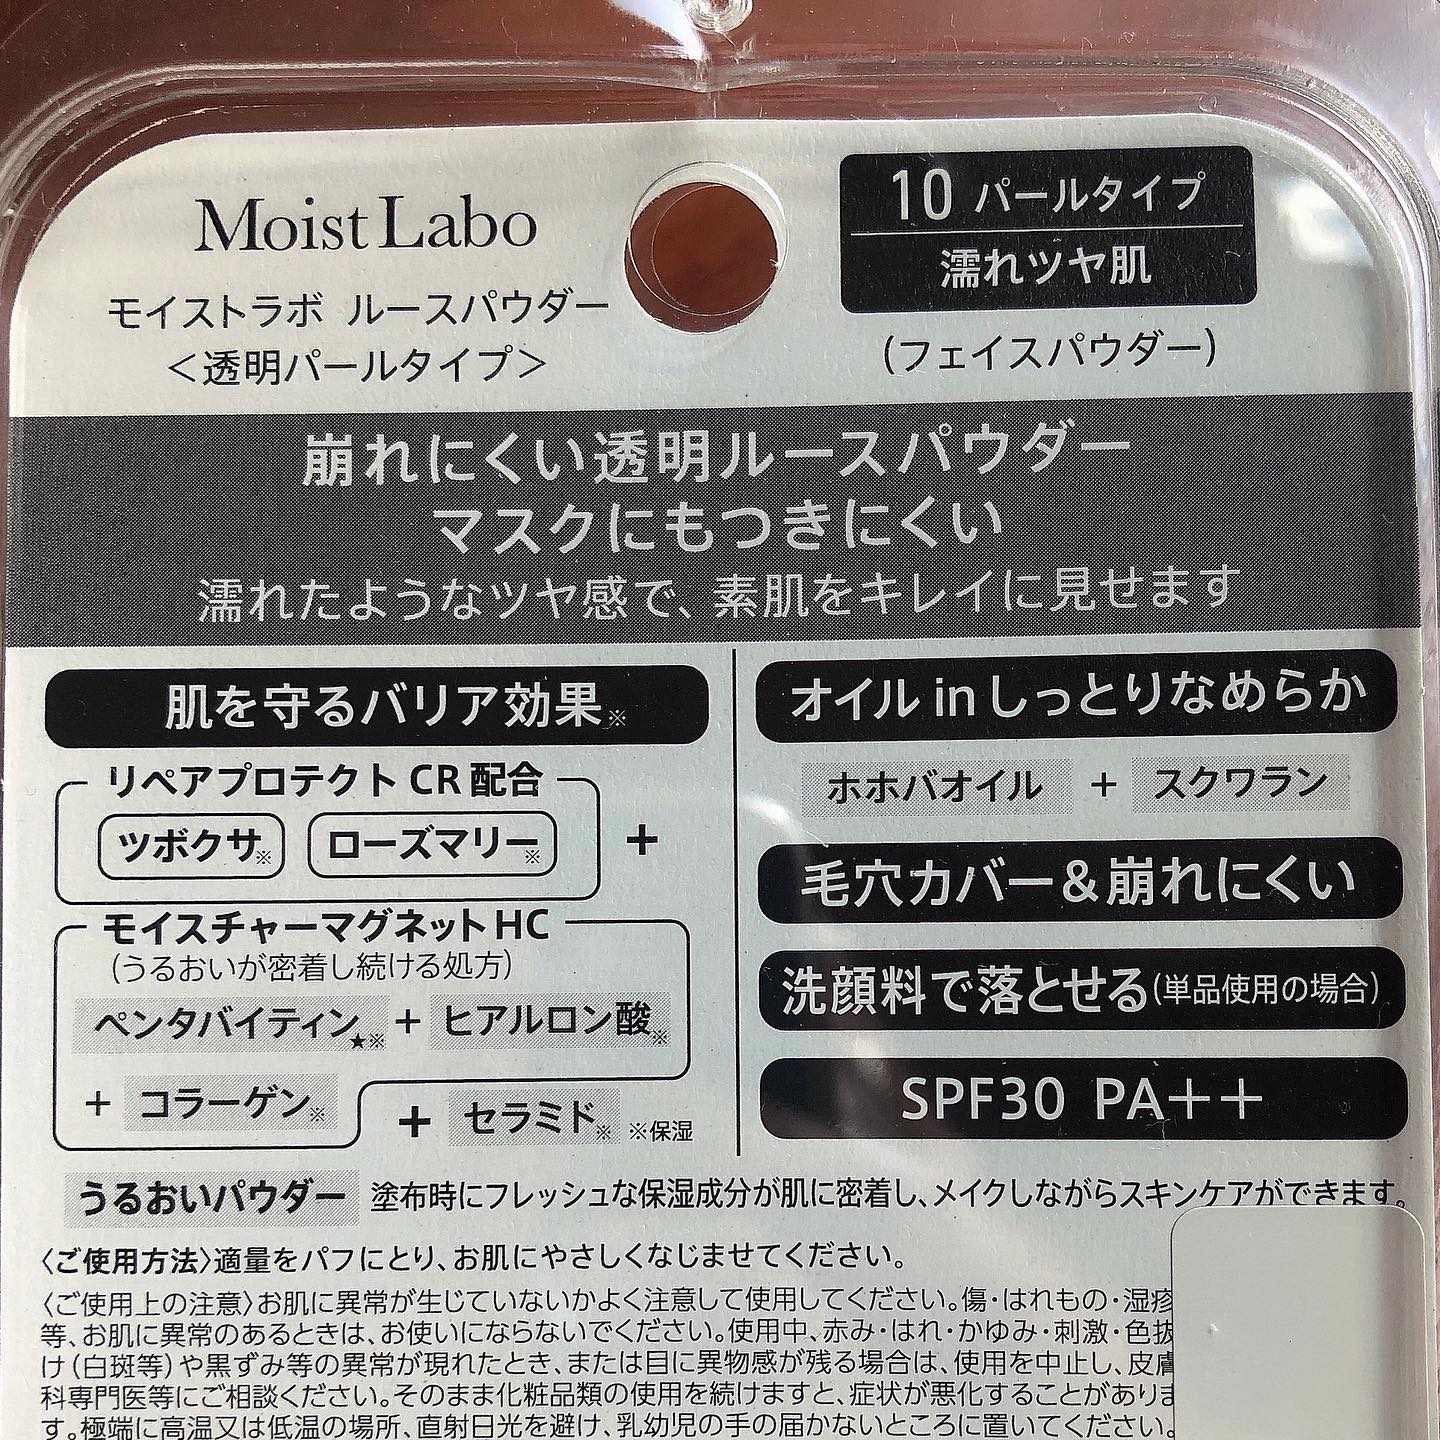 Moist Labo
モイストラボ ルースパウダー
＜透明パールタイプ＞
10 パールタイプ
濡れツヤ肌
(フェイスパウダー)
崩れにくい透明ルースパウダー
マスクにもつきにくい
濡れたようなツヤ感で、素肌をキレイに見せます
肌を守るバリア効果※
リペアプロテクト CR 配合
ツボクサ※ ローズマリー※ +
モイスチャーマグネット HC
(うるおいが密着し続ける処方)
ペンタバイティン★※ + ヒアルロン酸※
+ コラーゲン※ + セラミド※ ※保湿
オイル in しっとりなめらか
ホホバオイル + スクワラン
毛穴カバー＆崩れにくい
洗顔料で落とせる(単品使用の場合)
SPF30 PA++
うるおいパウダー 塗布時にフレッシュな保湿成分が肌に密着し、メイクしながらスキンケアができます。
〈ご使用方法〉適量をパフにとり、お肌にやさしくなじませてください。
〈ご使用上の注意〉お肌に異常が生じていないかよく注意して使用してください。傷・はれもの・湿疹
等、お肌に異常のあるときは、お使いにならないでください。使用中、赤み・はれ・かゆみ・刺激・色抜
け(白斑等)や黒ずみ等の異常が現れたとき、または目に異物感が残る場合は、使用を中止し、皮膚
科専門医等にご相談ください。そのまま化粧品類の使用を続けますと、症状が悪化することがありま
す。極端に高温又は低温の場所、直射日光を避け、乳幼児の手の届かないところに置いてください。